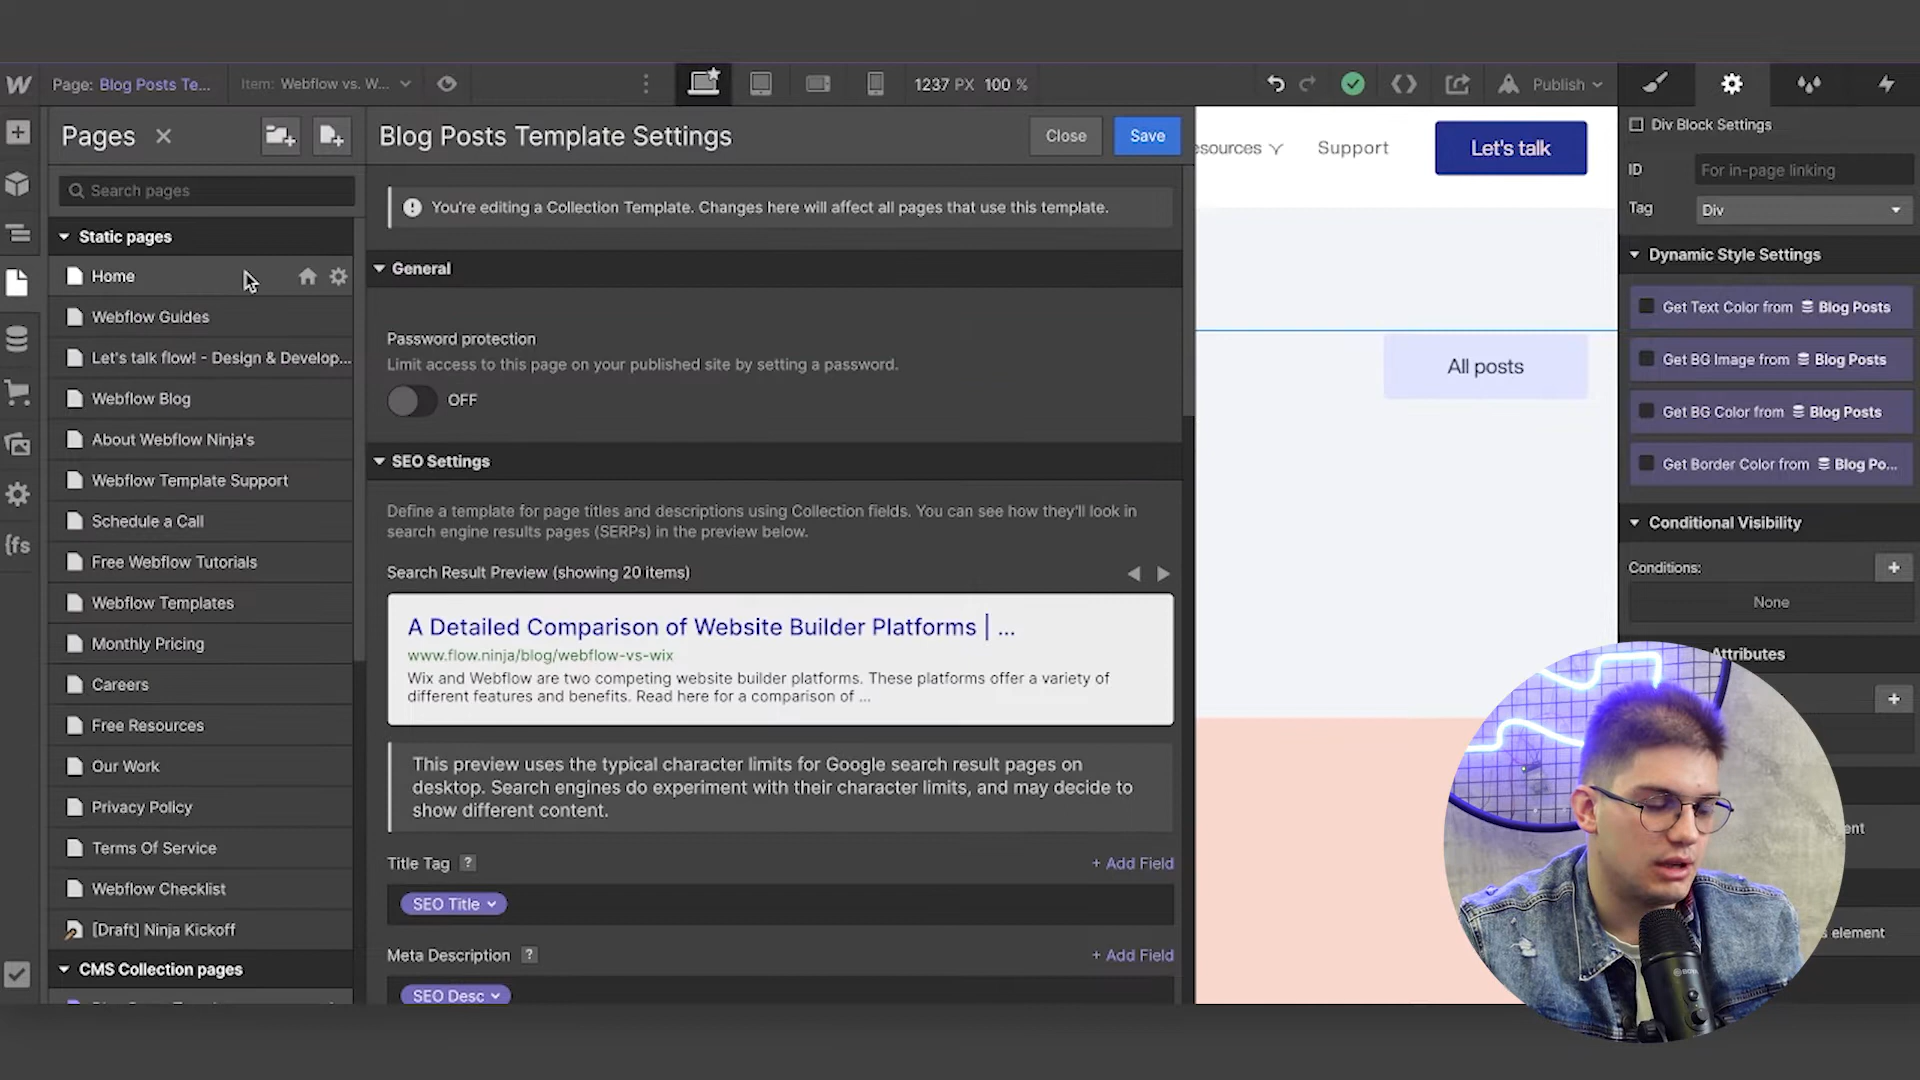 Page: Blog Posts Te...
Item: Webflow vs. W...
1237 PX 100 %
Publish
Pages
Search pages
Static pages
Home
Webflow Guides
Let's talk flow! - Design & Develop...
Webflow Blog
About Webflow Ninja's
Webflow Template Support
Schedule a Call
Free Webflow Tutorials
Webflow Templates
Monthly Pricing
Careers
Free Resources
Our Work
Privacy Policy
Terms Of Service
Webflow Checklist
[Draft] Ninja Kickoff
CMS Collection pages
{fs
Blog Posts Template Settings
Close
Save
You're editing a Collection Template. Changes here will affect all pages that use this template.
General
Password protection
Limit access to this page on your published site by setting a password.
OFF
SEO Settings
Define a template for page titles and descriptions using Collection fields. You can see how they'll look in
search engine results pages (SERPs) in the preview below.
Search Result Preview (showing 20 items)
A Detailed Comparison of Website Builder Platforms | ...
www.flow.ninja/blog/webflow-vs-wix
Wix and Webflow are two competing website builder platforms. These platforms offer a variety of
different features and benefits. Read here for a comparison of ...
This preview uses the typical character limits for Google search result pages on
desktop. Search engines do experiment with their character limits, and may decide to
show different content.
Title Tag ?
+ Add Field
SEO Title
Meta Description ?
+ Add Field
SEO Desc
esources
Support
Let's talk
All posts
Div Block Settings
ID
For in-page linking
Tag
Div
Dynamic Style Settings
Get Text Color from Blog Posts
Get BG Image from Blog Posts
Get BG Color from Blog Posts
Get Border Color from Blog Po...
Conditional Visibility
Conditions:
None
Attributes
ent
element